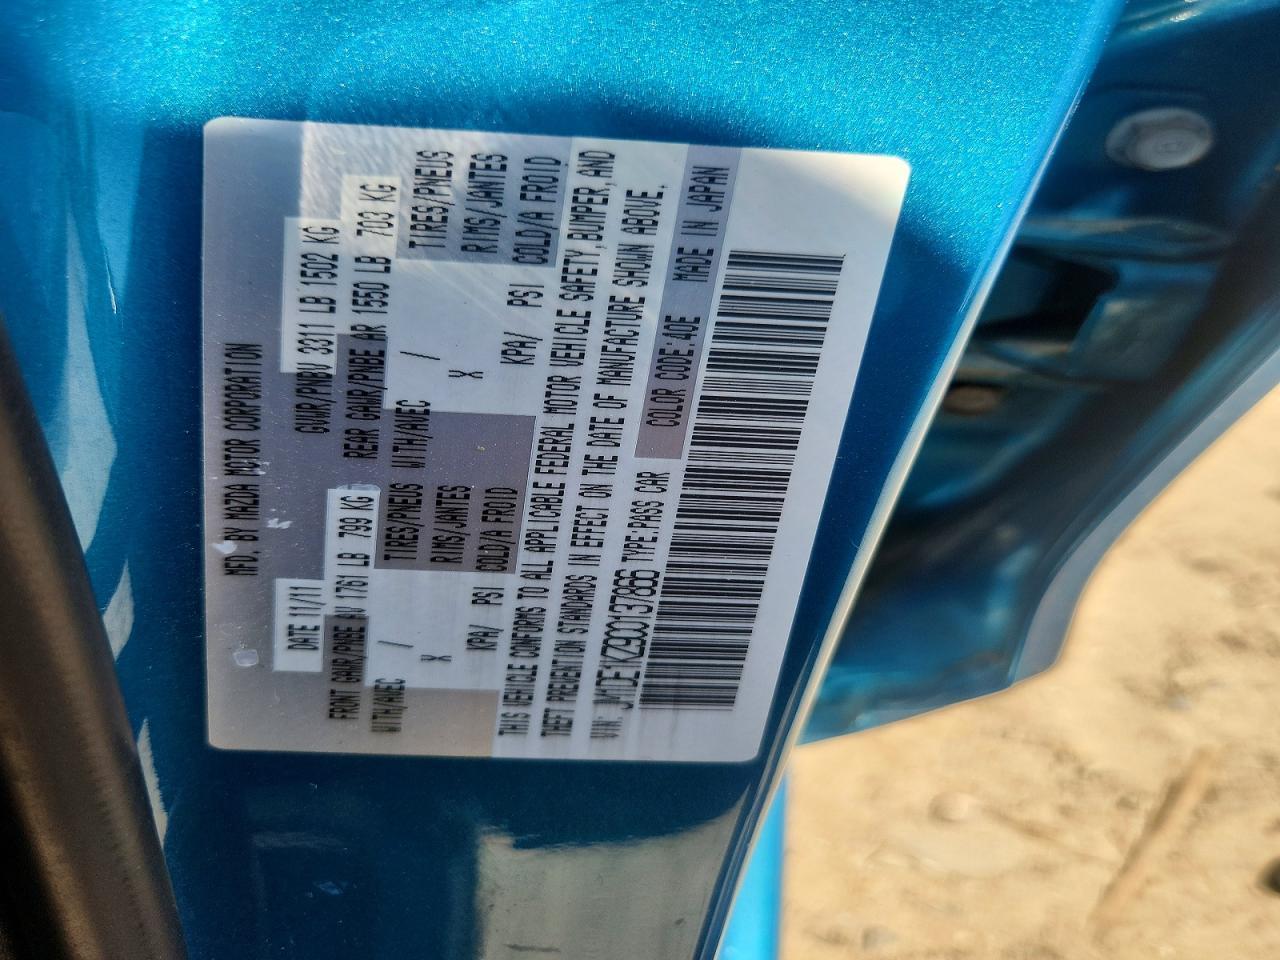 MFD. BY MAZDA MOTOR CORPORATION
DATE 11/11 GVWR/PNBV 3311 LB 1502 KG
FRONT GAWR/PNBE AV 1761 LB 799 KG REAR GAWR/PNBE AR 1550 LB 703 KG
WITH/AVEC TIRES/PNEUS WITH/AVEC TIRES/PNEUS
X / RIMS/JANTES X / RIMS/JANTES
KPA/ PSI COLD/A FROID KPA/ PSI COLD/A FROID
THIS VEHICLE CONFORMS TO ALL APPLICABLE FEDERAL MOTOR VEHICLE SAFETY, BUMPER, AND
THEFT PREVENTION STANDARDS IN EFFECT ON THE DATE OF MANUFACTURE SHOWN ABOVE.
VIN: JM1DE1KZ9C0137866 TYPE:PASS CAR COLOR CODE:40E MADE IN JAPAN